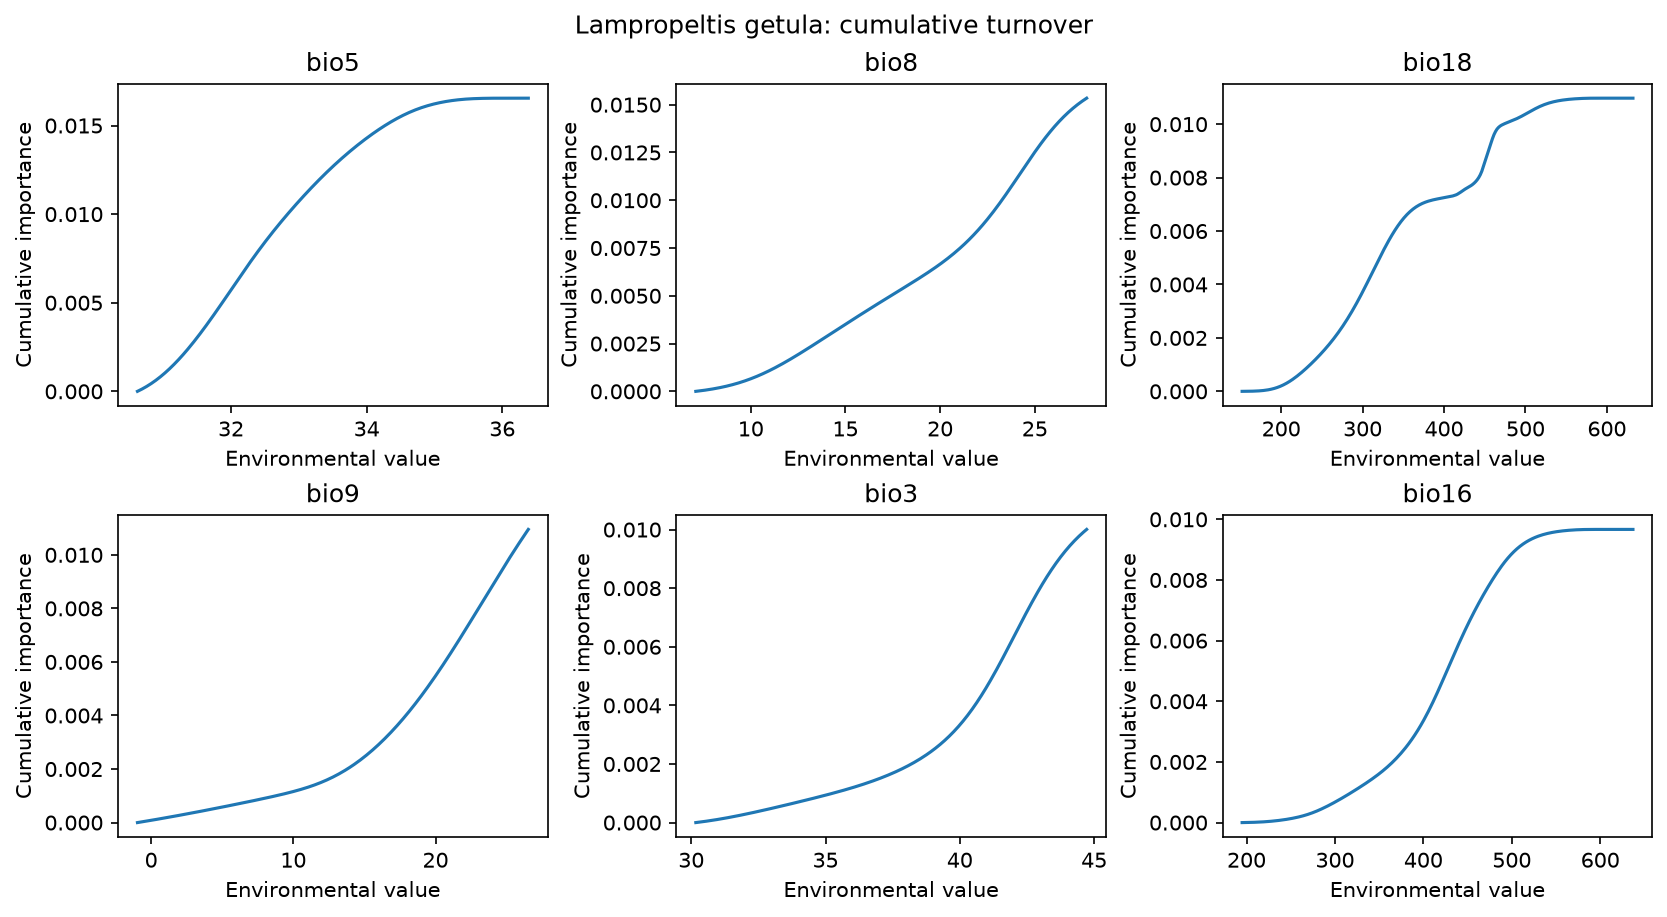 Lampropeltis getula: cumulative turnover
bio5
Cumulative importance
0.015
0.010
0.005
0.000
32 34 36
Environmental value
bio8
Cumulative importance
0.0150
0.0125
0.0100
0.0075
0.0050
0.0025
0.0000
10 15 20 25
Environmental value
bio18
Cumulative importance
0.010
0.008
0.006
0.004
0.002
0.000
200 300 400 500 600
Environmental value
bio9
Cumulative importance
0.010
0.008
0.006
0.004
0.002
0.000
0 10 20
Environmental value
bio3
Cumulative importance
0.010
0.008
0.006
0.004
0.002
0.000
30 35 40 45
Environmental value
bio16
Cumulative importance
0.010
0.008
0.006
0.004
0.002
0.000
200 300 400 500 600
Environmental value